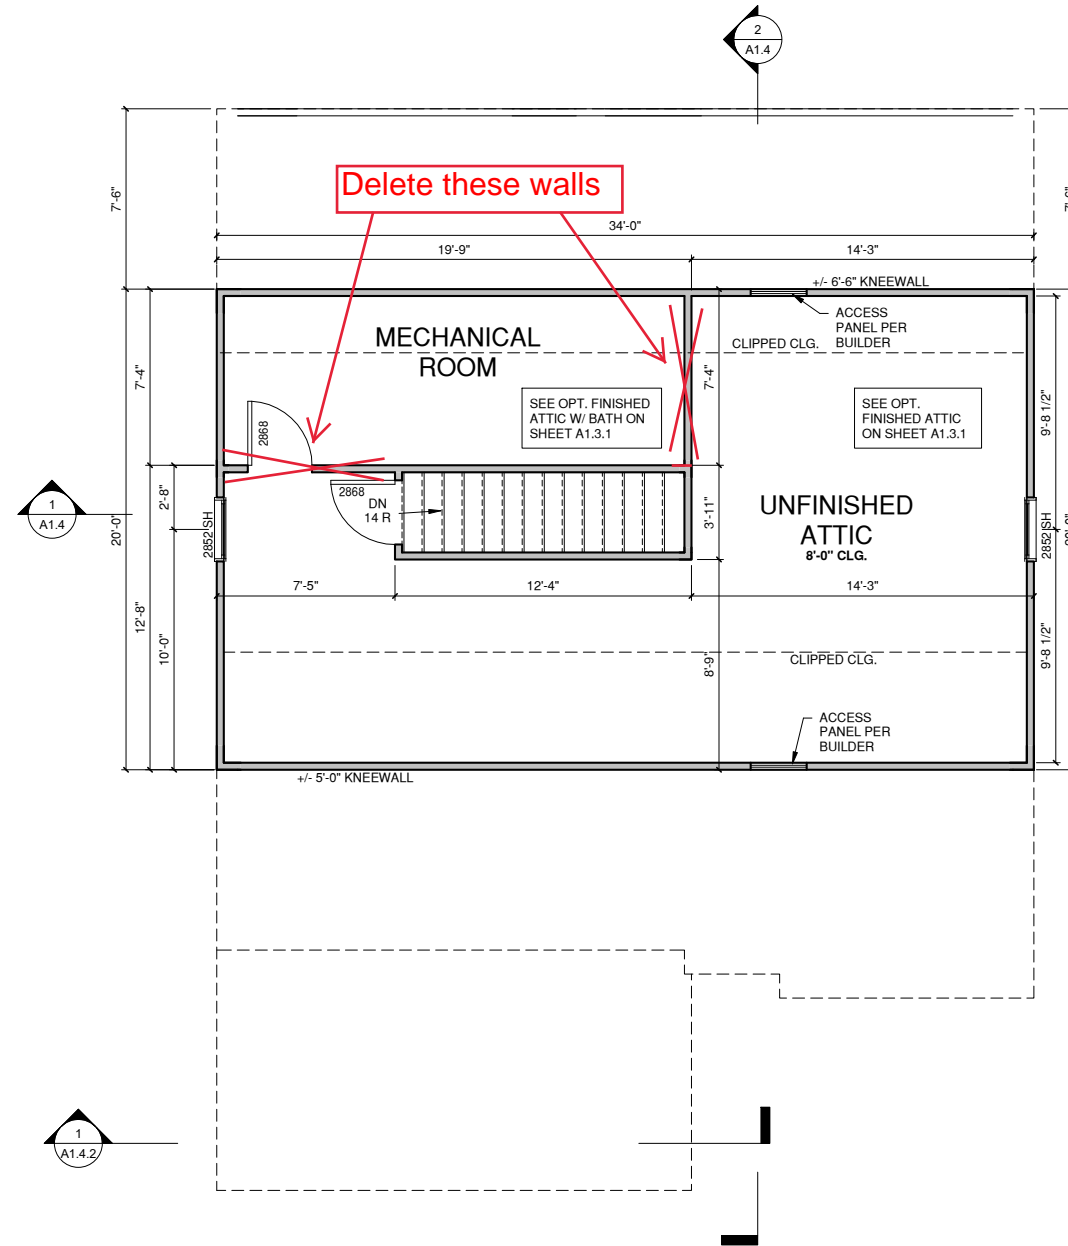 2
A1.4
7'-6"
7'-6"
Delete these walls
34'-0"
19'-9"
14'-3"
+/- 6'-6" KNEEWALL
ACCESS
PANEL PER
BUILDER
CLIPPED CLG.
MECHANICAL
ROOM
7'-4"
7'-4"
SEE OPT. FINISHED
ATTIC W/ BATH ON
SHEET A1.3.1
SEE OPT.
FINISHED ATTIC
ON SHEET A1.3.1
9'-8 1/2"
2868
2868
DN
14 R
1
A1.4
20'-0"
2'-8"
2852 SH
3'-11"
UNFINISHED
ATTIC
8'-0" CLG.
2852 SH
7'-5"
12'-4"
14'-3"
12'-8"
10'-0"
8'-9"
9'-8 1/2"
CLIPPED CLG.
ACCESS
PANEL PER
BUILDER
+/- 5'-0" KNEEWALL
1
A1.4.2